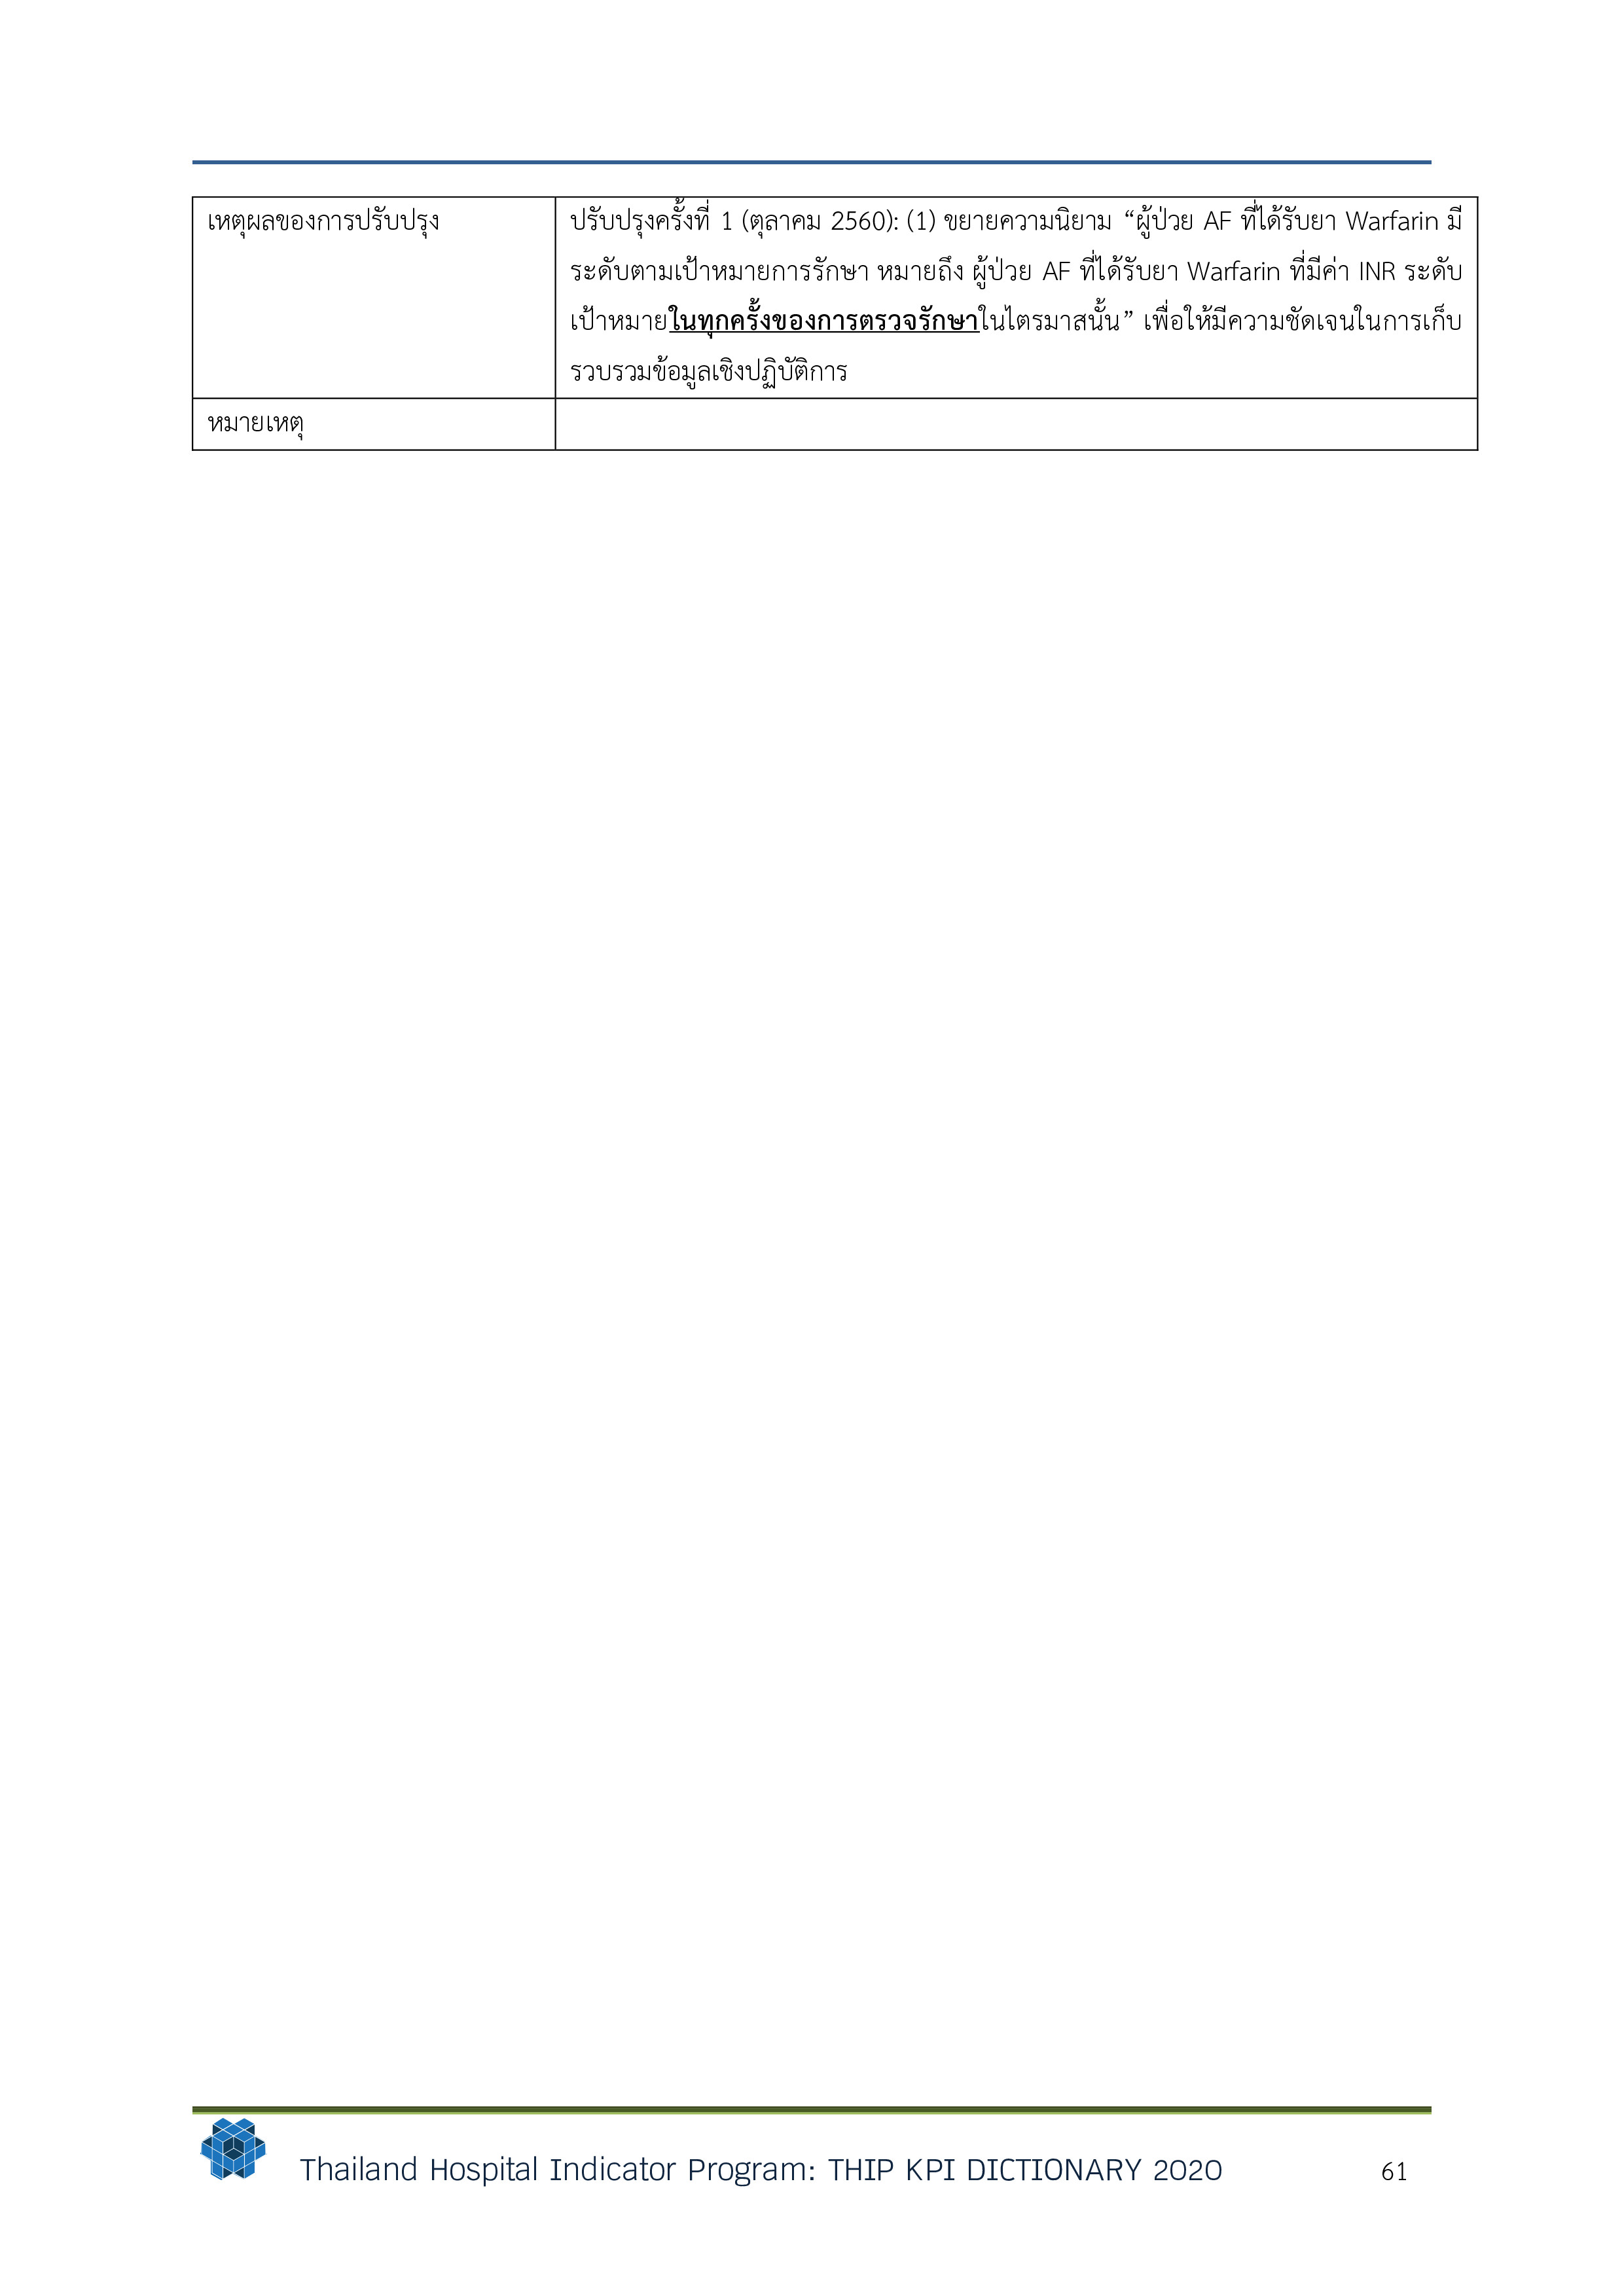 เหตุผลของการปรับปรุง
ปรับปรุงครั้งที่ 1 (ตุลาคม 2560): (1) ขยายความนิยาม “ผู้ป่วย AF ที่ได้รับยา Warfarin มี
ระดับตามเป้าหมายการรักษา หมายถึง ผู้ป่วย AF ที่ได้รับยา Warfarin ที่มีค่า INR ระดับ
เป้าหมายในทุกครั้งของการตรวจรักษาในไตรมาสนั้น” เพื่อให้มีความชัดเจนในการเก็บ
รวบรวมข้อมูลเชิงปฏิบัติการ
หมายเหตุ
Thailand Hospital Indicator Program: THIP KPI DICTIONARY 2020
61